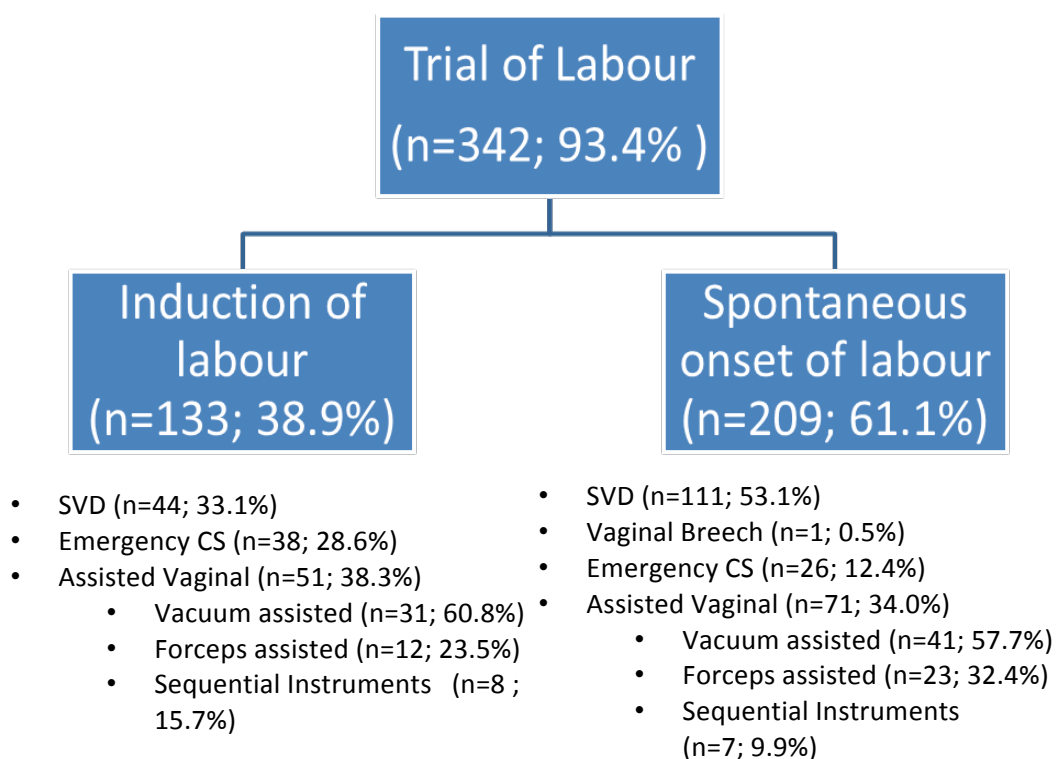 Trial of Labour
(n=342; 93.4% )
Induction of
labour
(n=133; 38.9%)
Spontaneous
onset of labour
(n=209; 61.1%)
• SVD (n=44; 33.1%)
• Emergency CS (n=38; 28.6%)
• Assisted Vaginal (n=51; 38.3%)
• Vacuum assisted (n=31; 60.8%)
• Forceps assisted (n=12; 23.5%)
• Sequential Instruments (n=8 ;
15.7%)
• SVD (n=111; 53.1%)
• Vaginal Breech (n=1; 0.5%)
• Emergency CS (n=26; 12.4%)
• Assisted Vaginal (n=71; 34.0%)
• Vacuum assisted (n=41; 57.7%)
• Forceps assisted (n=23; 32.4%)
• Sequential Instruments
(n=7; 9.9%)